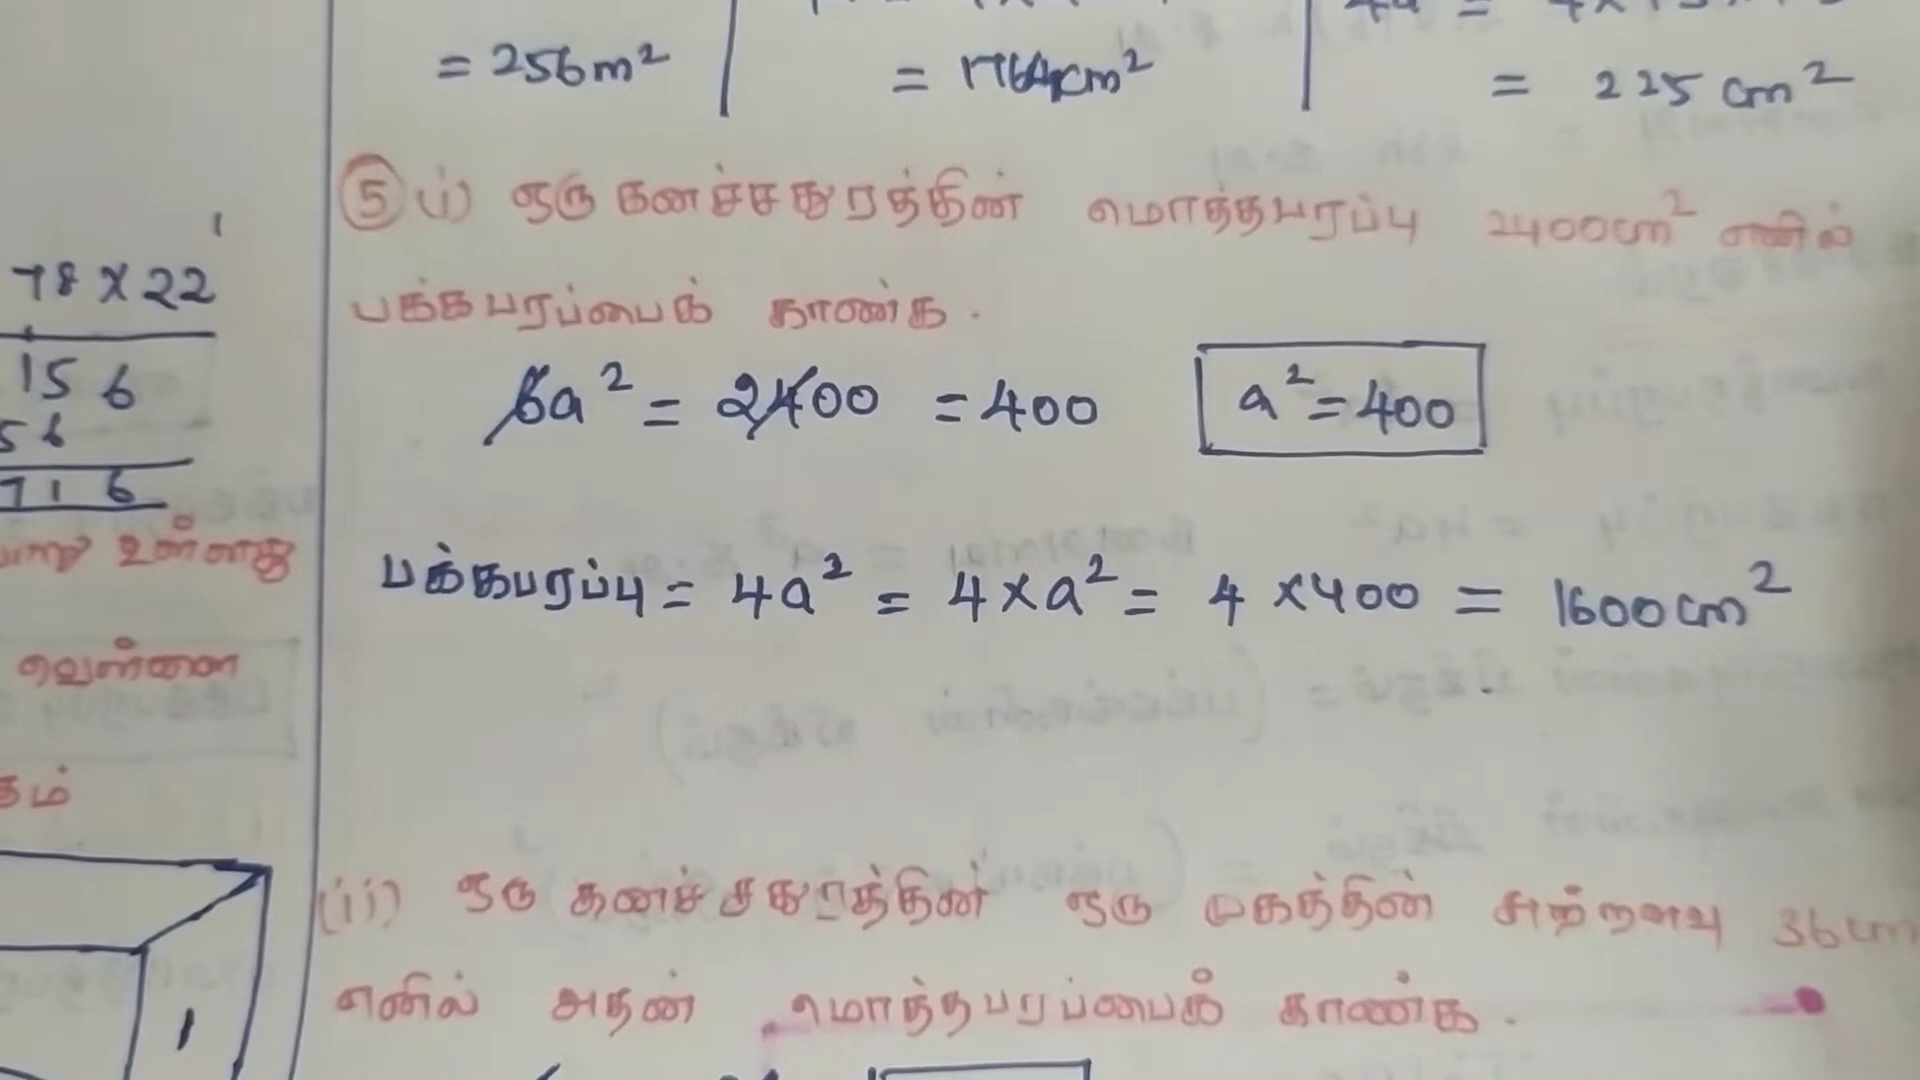 = 256m²
= 1764cm²
= 225 cm²
78 x 22
156
716
⑤ i) ஒரு கனச்சதுரத்தின் மொத்தபரப்பு 2400cm² எனில்
பக்கபரப்பைக் காண்க.
6a² = 2400 = 400
a² = 400
உள்ளது
பக்கபரப்பு = 4a² = 4 x a² = 4 x 400 = 1600cm²
வெள்ளை
(ii) ஒரு கனச்சதுரத்தின் ஒரு முகத்தின் சுற்றளவு 36cm
எனில் அதன் மொத்தபரப்பைக் காண்க.